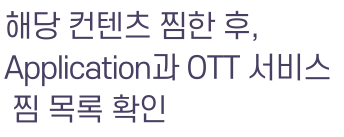 해당 컨텐츠 찜한 후,
Application과 OTT 서비스
찜 목록 확인